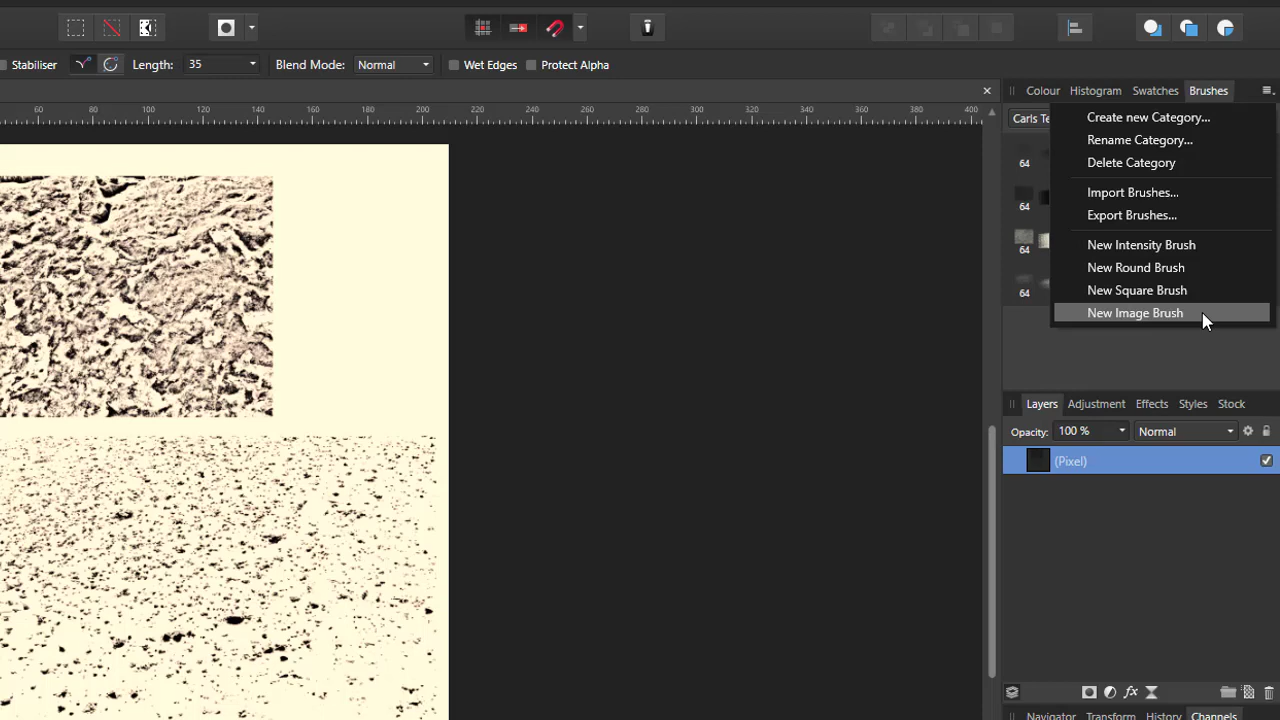 Stabiliser Length: 35 Blend Mode: Normal Wet Edges Protect Alpha
Colour Histogram Swatches Brushes
60 80 100 120 140 160 180 200 220 240 260 280 300 320 340 360 380 400
Carls Te
Create new Category...
Rename Category...
Delete Category
Import Brushes...
Export Brushes...
New Intensity Brush
New Round Brush
New Square Brush
New Image Brush
64
64
64
64
Layers Adjustment Effects Styles Stock
Opacity: 100 % Normal
(Pixel)
fx
Navigator Transform History Channels